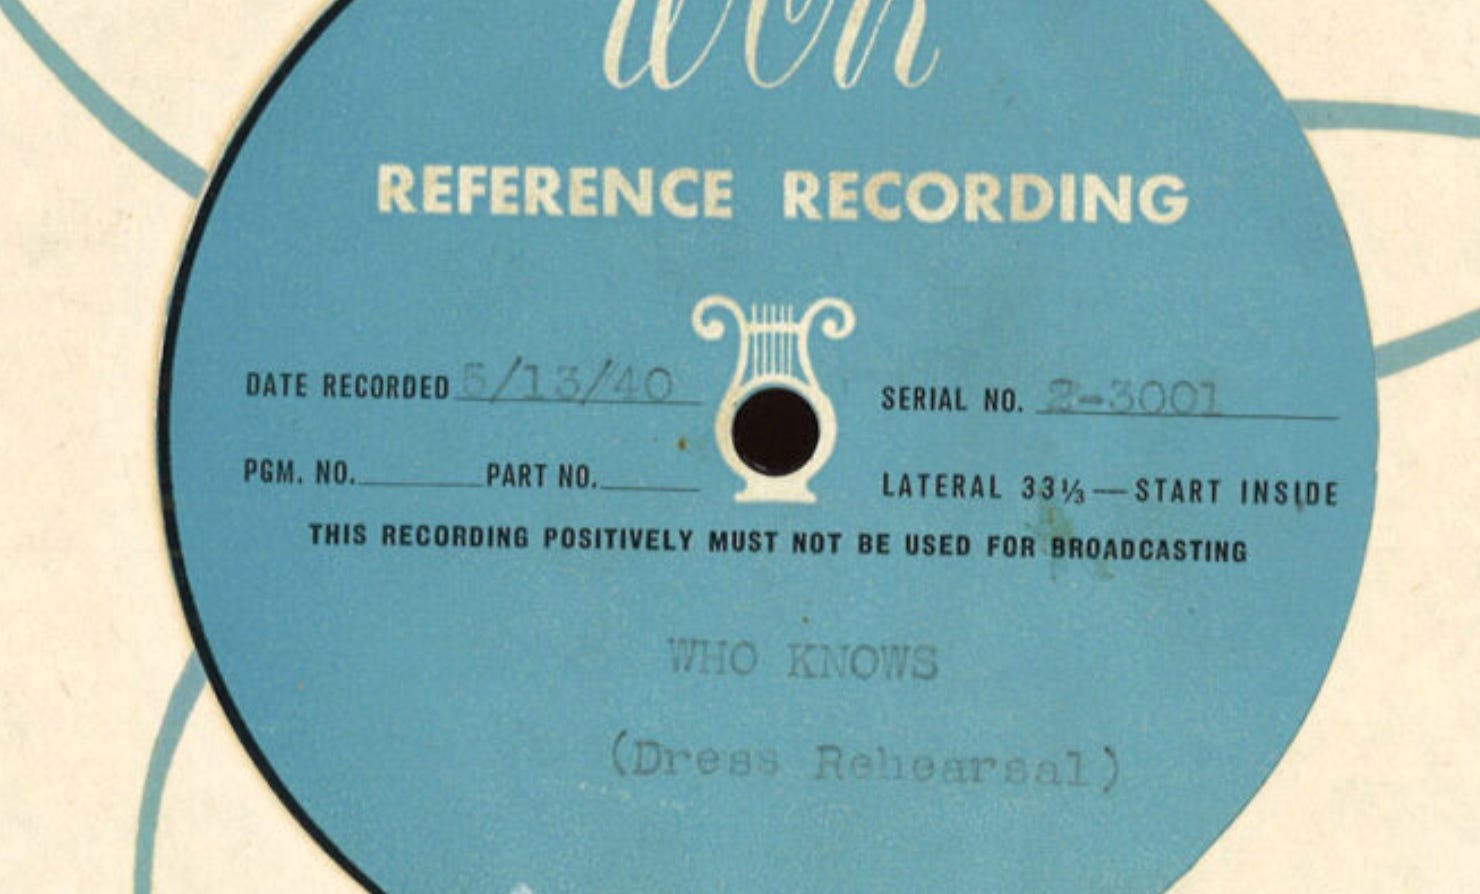 REFERENCE RECORDING
DATE RECORDED 5/13/40
SERIAL NO. 2-3001
PGM. NO. PART NO.
LATERAL 33⅓—START INSIDE
THIS RECORDING POSITIVELY MUST NOT BE USED FOR BROADCASTING
WHO KNOWS
(Dress Rehearsal)